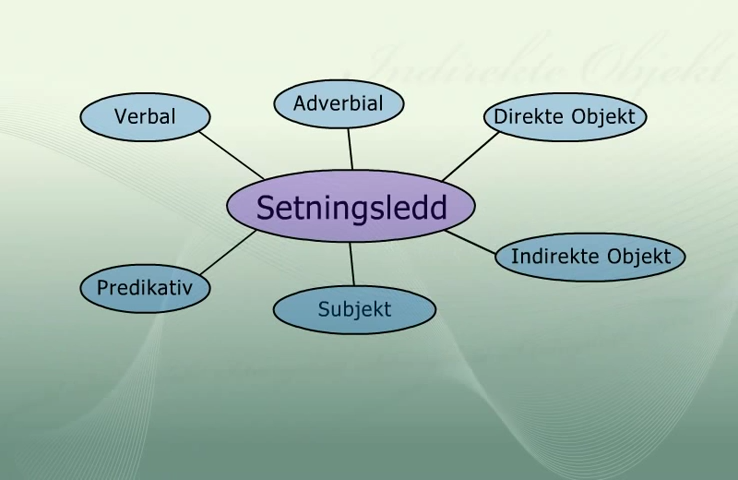 Indirekte Objekt
Verbal
Adverbial
Direkte Objekt
Setningsledd
Indirekte Objekt
Predikativ
Subjekt